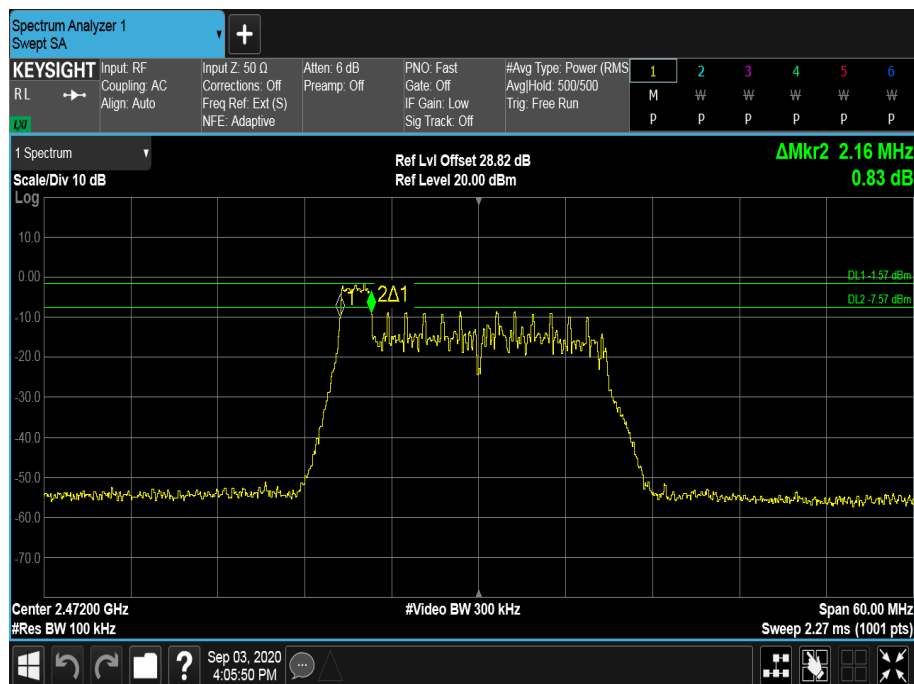 Spectrum Analyzer 1
Swept SA
+
KEYSIGHT
RL
LXI
Input: RF
Coupling: AC
Align: Auto
Input Z: 50 Ω
Corrections: Off
Freq Ref: Ext (S)
NFE: Adaptive
Atten: 6 dB
Preamp: Off
PNO: Fast
Gate: Off
IF Gain: Low
Sig Track: Off
#Avg Type: Power (RMS
Avg|Hold: 500/500
Trig: Free Run
1 2 3 4 5 6
M W W W W W
P P P P P P
1 Spectrum
Scale/Div 10 dB
Log
Ref Lvl Offset 28.82 dB
Ref Level 20.00 dBm
ΔMkr2 2.16 MHz
0.83 dB
10.0
0.00
-10.0
-20.0
-30.0
-40.0
-50.0
-60.0
-70.0
DL1 -1.57 dBm
DL2 -7.57 dBm
1
2Δ1
Center 2.47200 GHz
#Res BW 100 kHz
#Video BW 300 kHz
Span 60.00 MHz
Sweep 2.27 ms (1001 pts)
?
Sep 03, 2020
4:05:50 PM